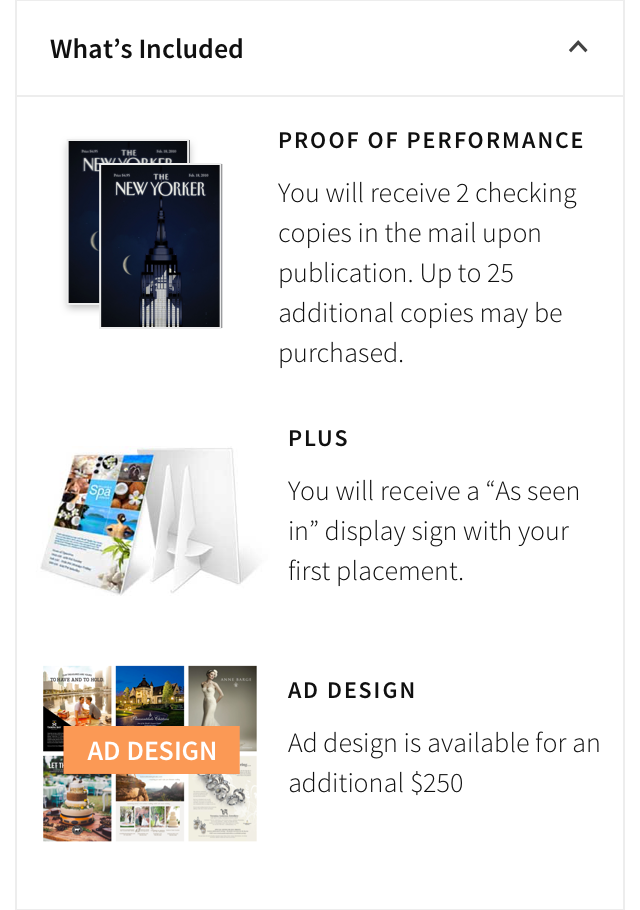 What’s Included
PROOF OF PERFORMANCE
THE
NEW YORKER
THE
NEW YORKER
You will receive 2 checking
copies in the mail upon
publication. Up to 25
additional copies may be
purchased.
PLUS
Spa
You will receive a “As seen
in” display sign with your
first placement.
TO HAVE AND TO HOLD
ANNE BARGE
AD DESIGN
AD DESIGN
Ad design is available for an
additional $250